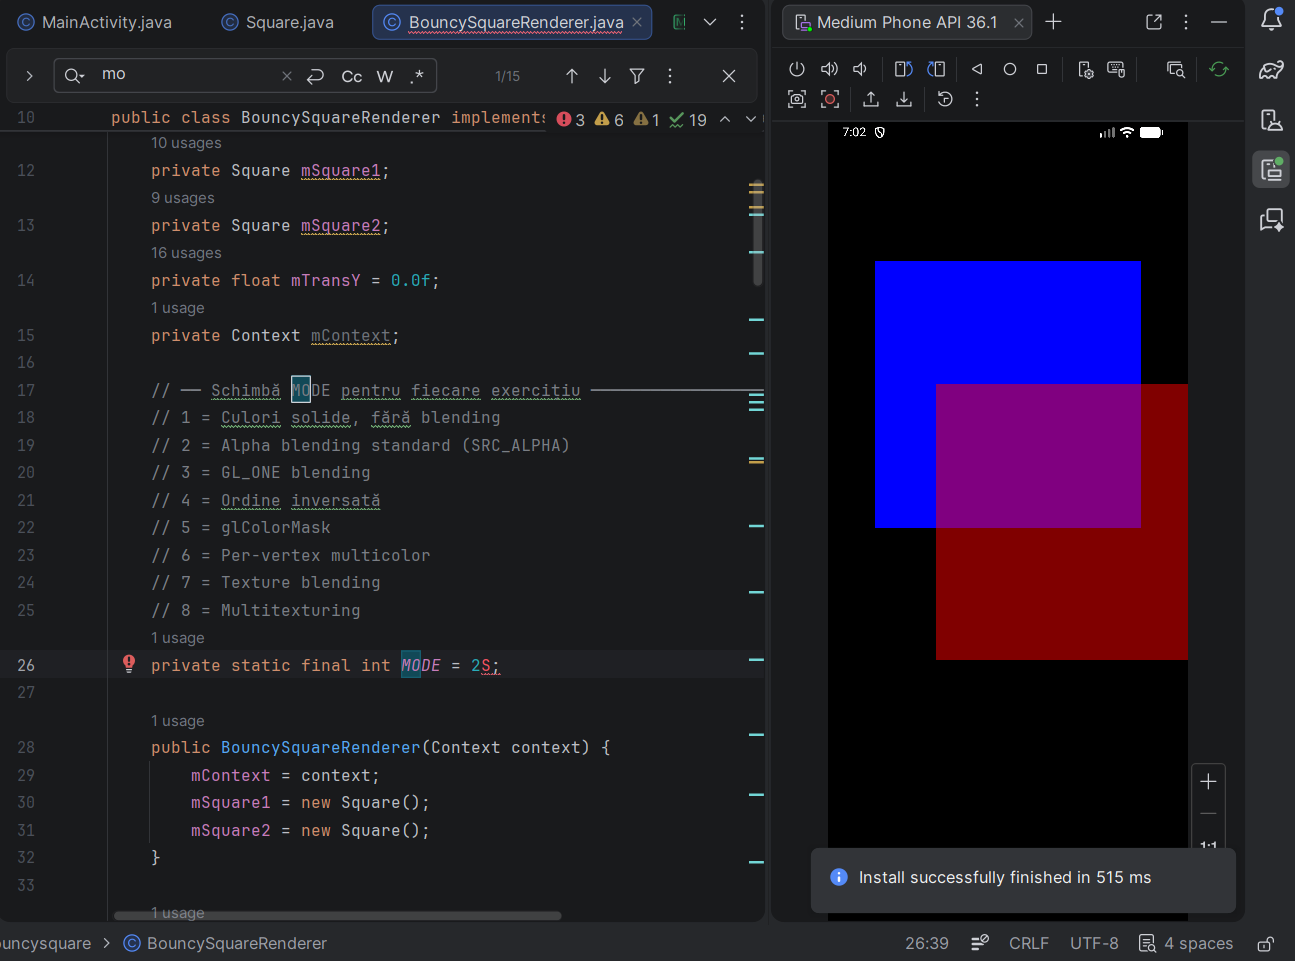 MainActivity.java
Square.java
BouncySquareRenderer.java
Medium Phone API 36.1
mo
Cc
W
.*
1/15
10 public class BouncySquareRenderer implements
3 6 1 19
10 usages
12 private Square mSquare1;
9 usages
13 private Square mSquare2;
16 usages
14 private float mTransY = 0.0f;
1 usage
15 private Context mContext;
16
17 // ── Schimbă MODE pentru fiecare exercițiu ──────────────────
18 // 1 = Culori solide, fără blending
19 // 2 = Alpha blending standard (SRC_ALPHA)
20 // 3 = GL_ONE blending
21 // 4 = Ordine inversată
22 // 5 = glColorMask
23 // 6 = Per-vertex multicolor
24 // 7 = Texture blending
25 // 8 = Multitexturing
1 usage
26 private static final int MODE = 2S;
27
1 usage
28 public BouncySquareRenderer(Context context) {
29 mContext = context;
30 mSquare1 = new Square();
31 mSquare2 = new Square();
32 }
33
1 usage
7:02
1:1
Install successfully finished in 515 ms
ouncysquare
BouncySquareRenderer
26:39
CRLF
UTF-8
4 spaces